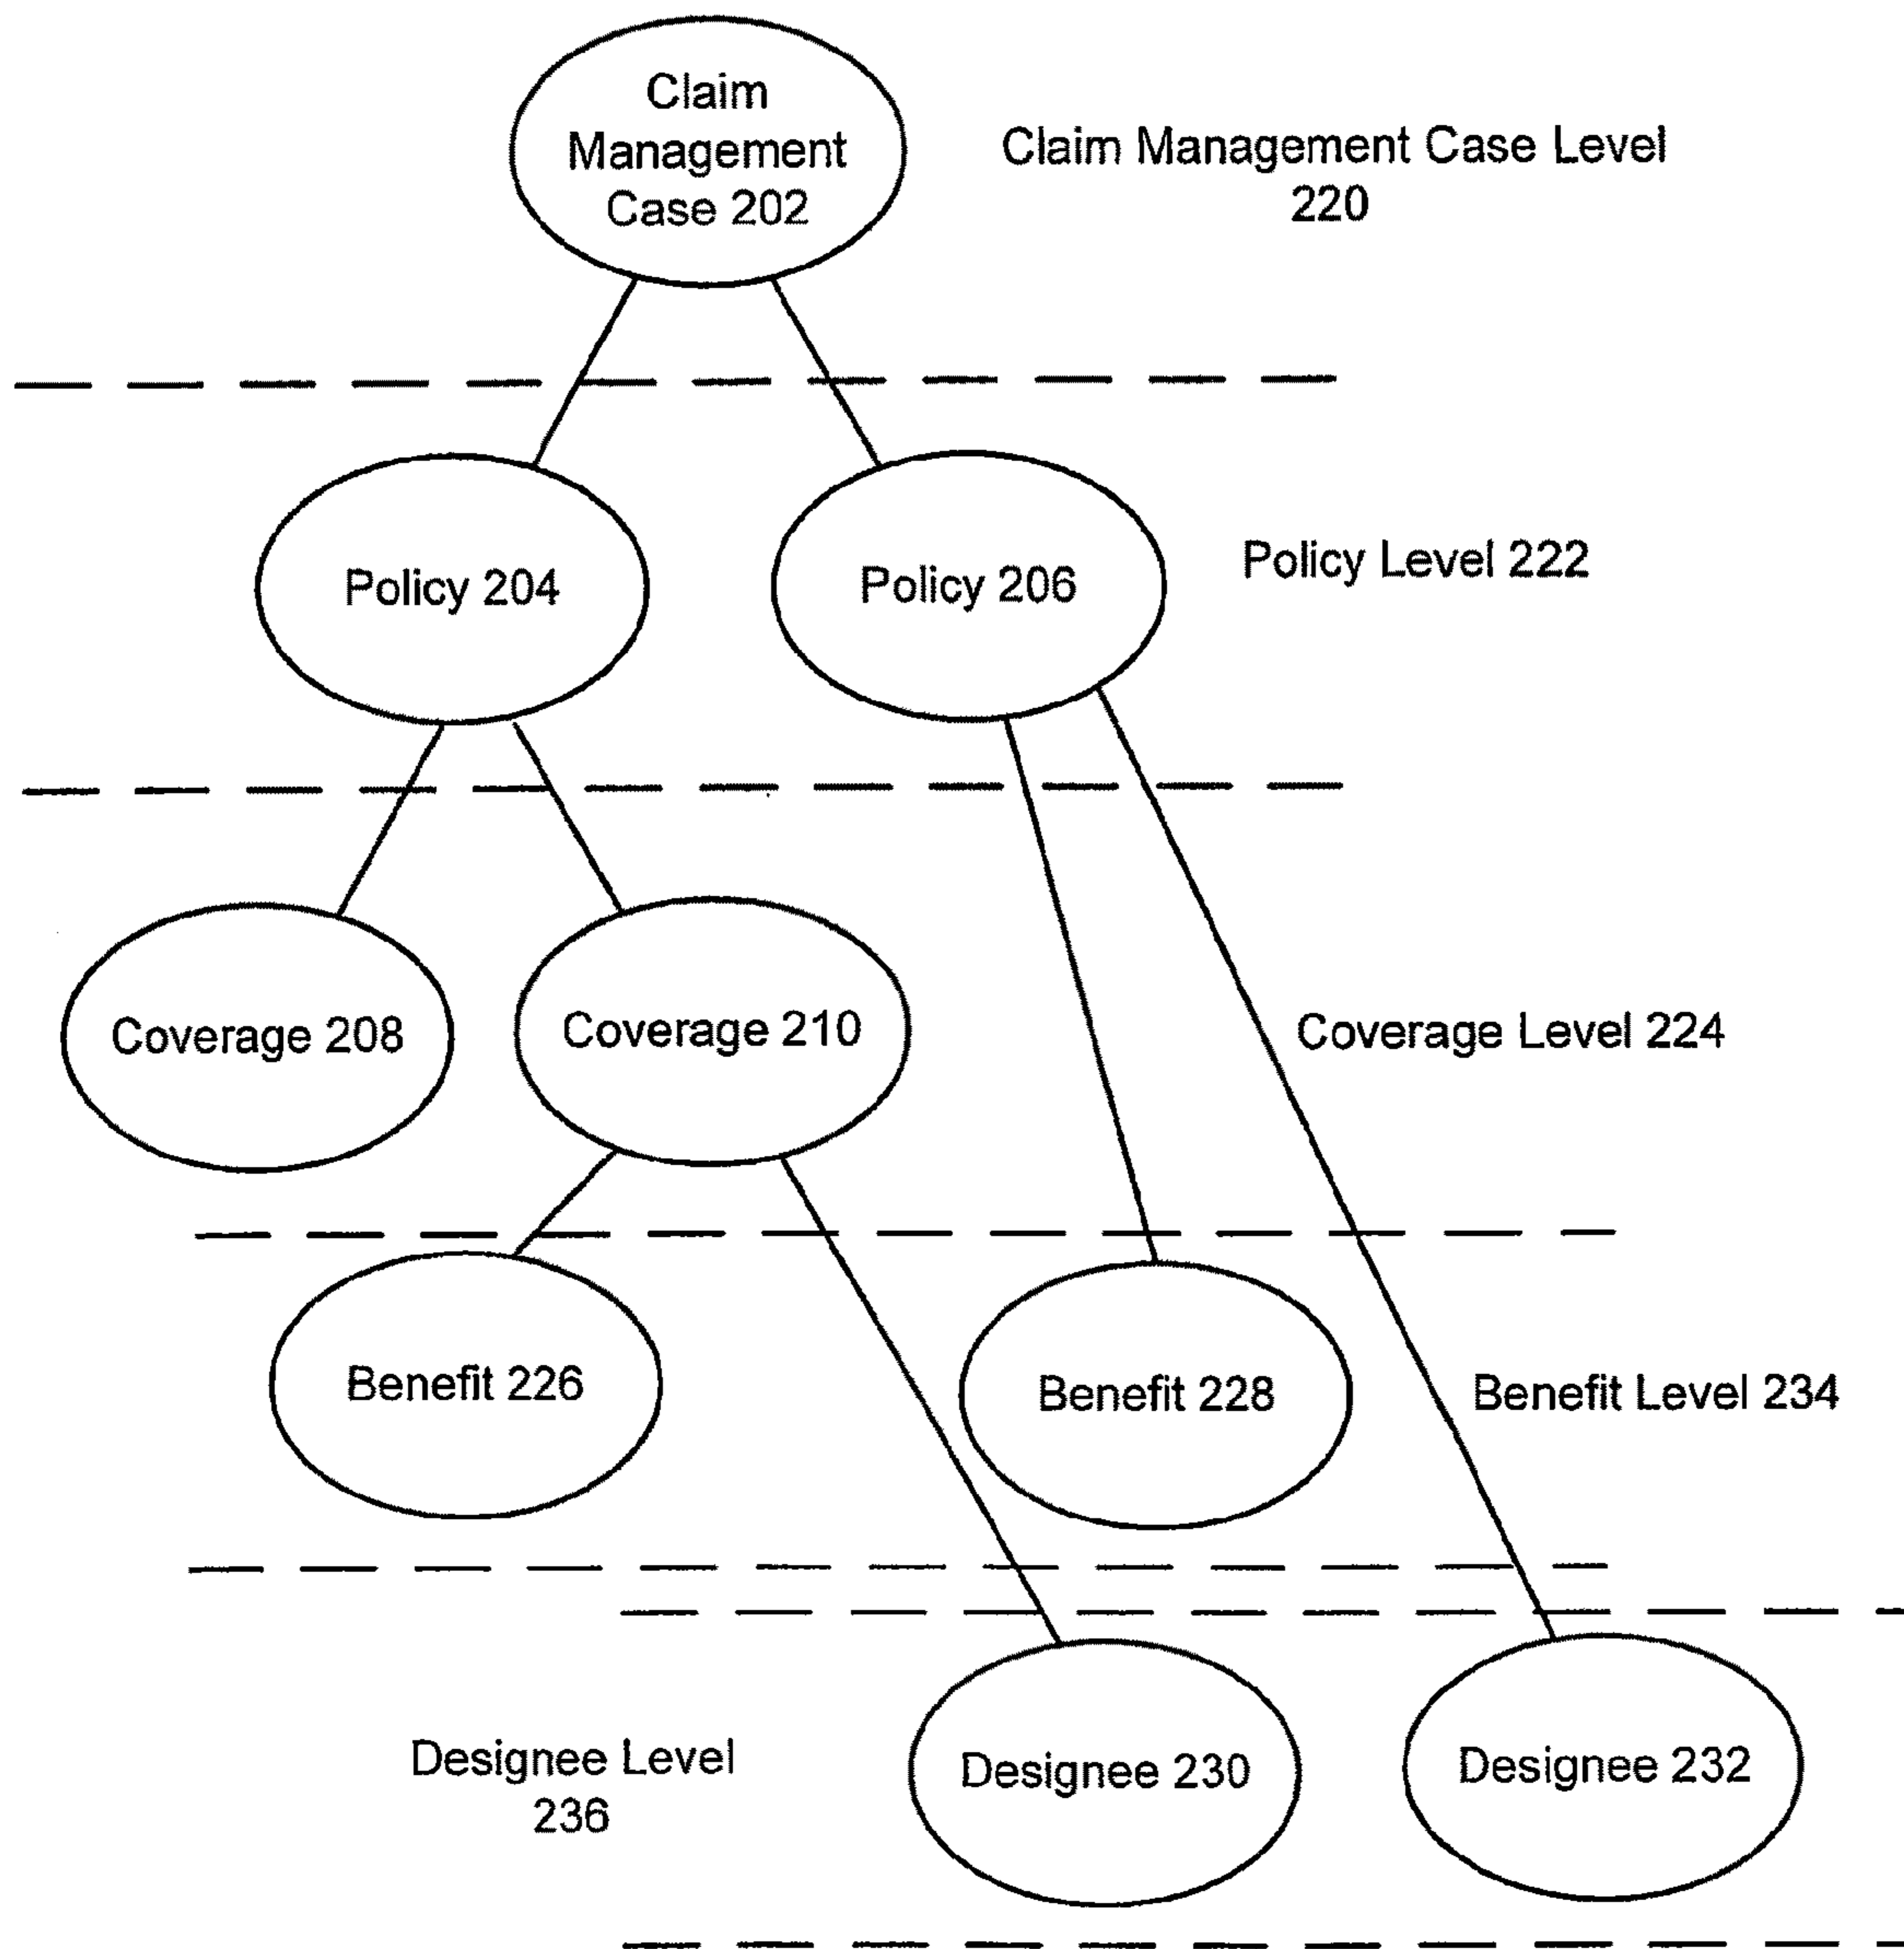 Claim
Management
Case 202
Claim Management Case Level
220
Policy 204
Policy 206
Policy Level 222
Coverage 208
Coverage 210
Coverage Level 224
Benefit 226
Benefit 228
Benefit Level 234
Designee Level
236
Designee 230
Designee 232